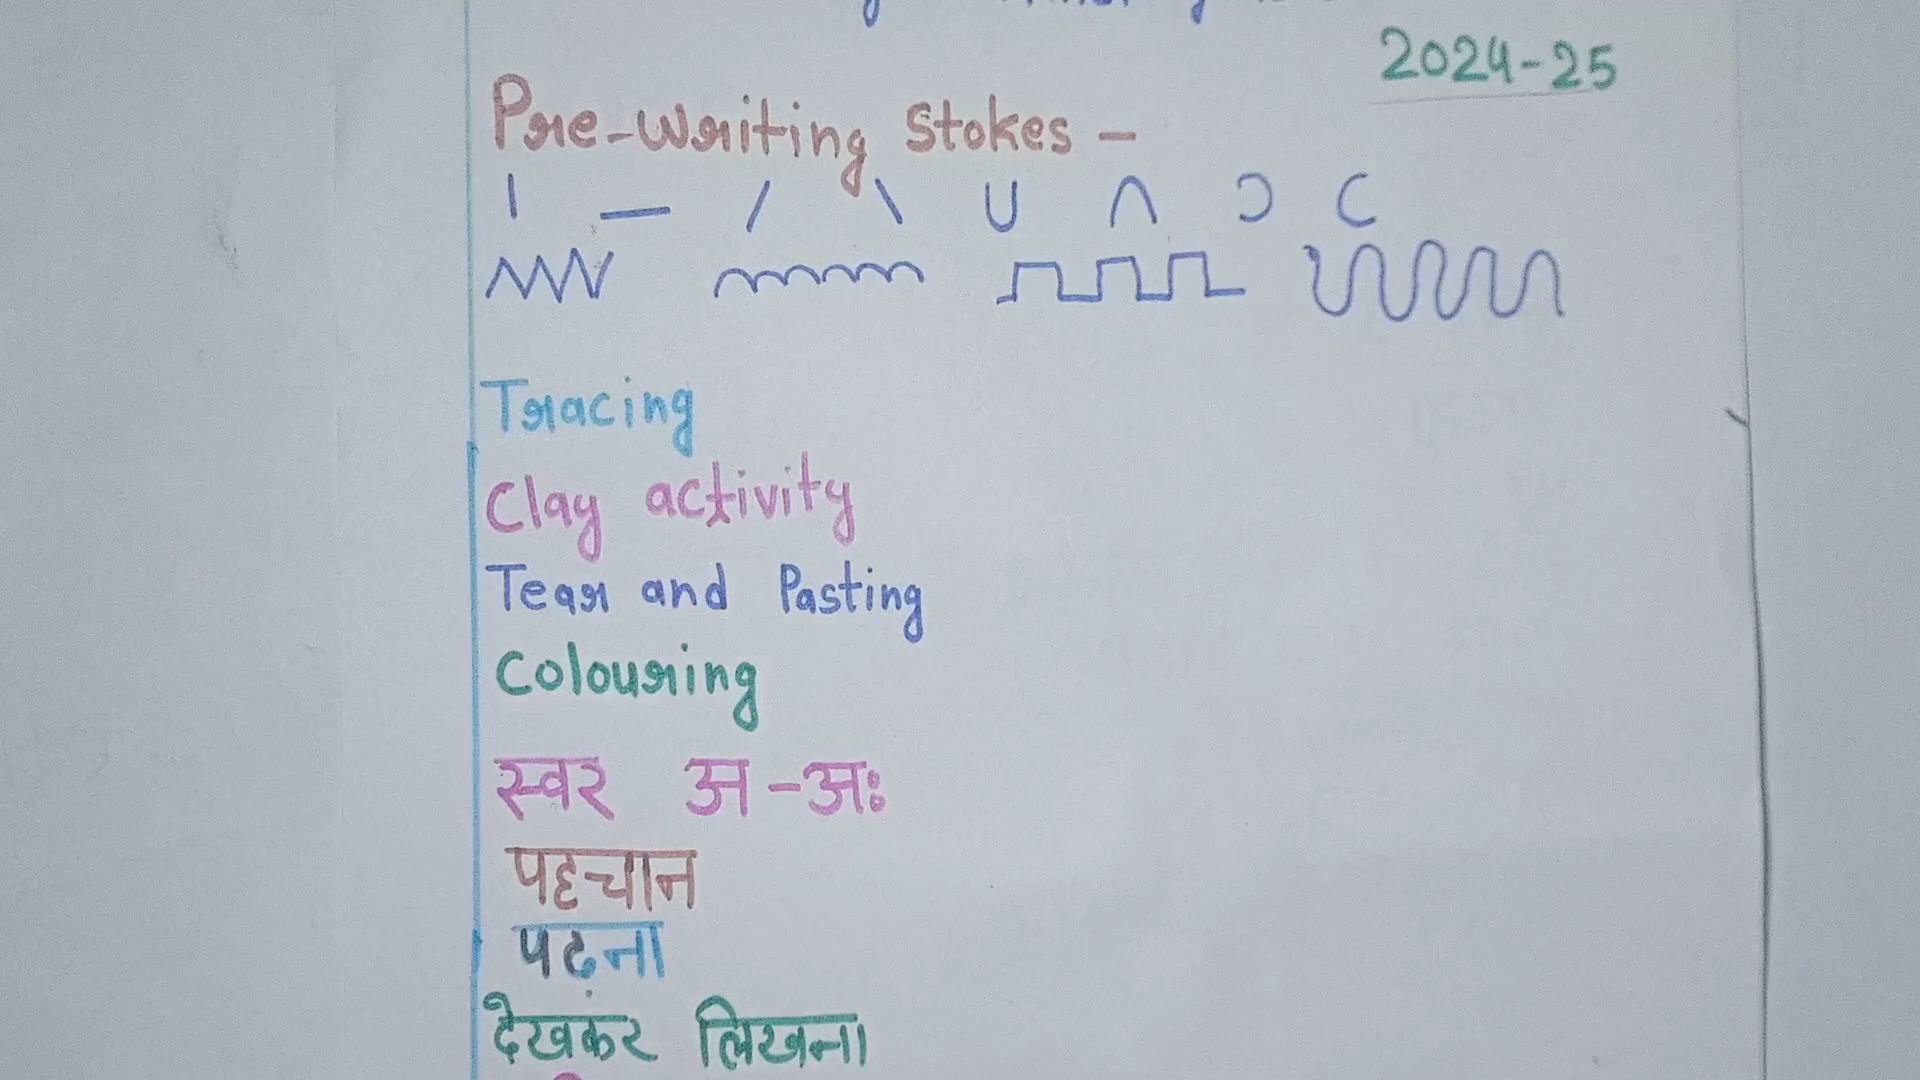 2024-25
Pre-writing Stokes -
Tracing
Clay activity
Tear and Pasting
Colouring
स्वर अ-अः
पहचान
पढ़ना
देखकर लिखना